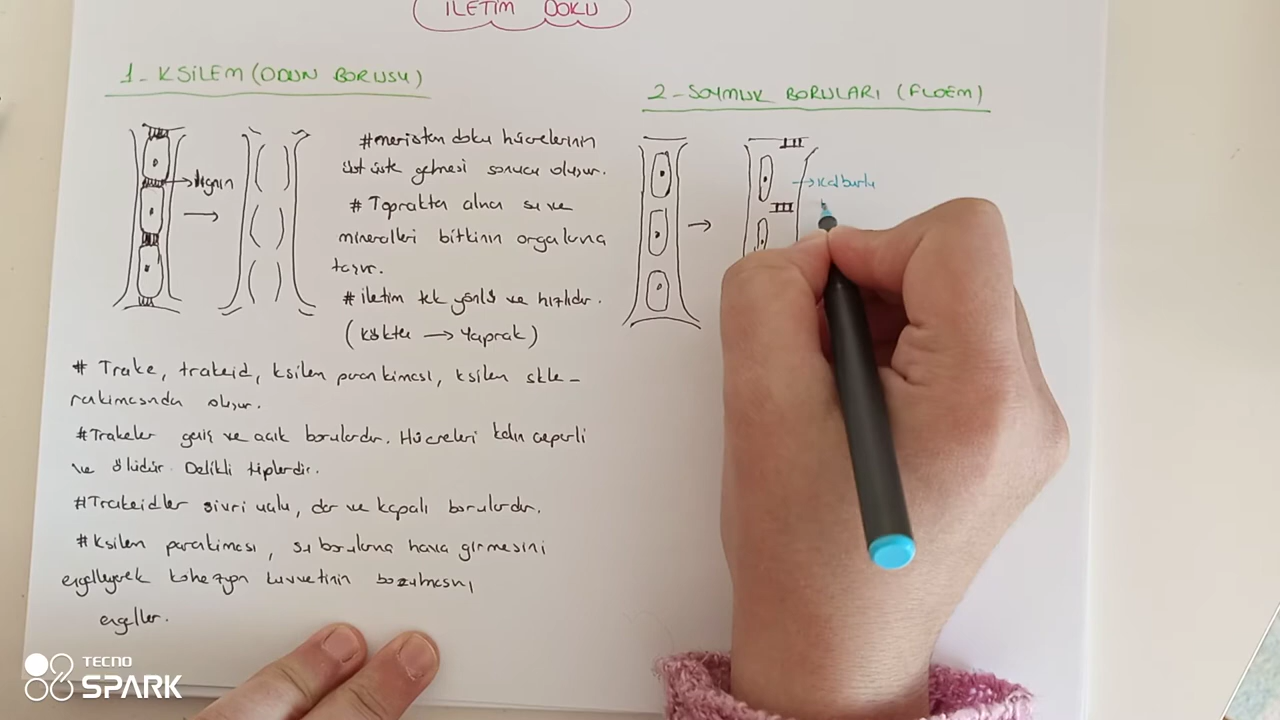 İLETİM DOKU
1- KSİLEM (ODUN BORUSU)
lignin
#meristem doku hücrelerinin
üst üste gelmesi sonucu oluşur.
# Topraktan alınan su ve
mineralleri bitkinin organlarına
taşır.
# iletim tek yönlü ve hızlıdır.
(kökten → Yaprak)
# Trake, trakeid, ksilem parankiması, ksilem skle-
rankimasından oluşur.
#Trakeler geniş ve açık borulardır. Hücreleri kalın çeperli
ve ölüdür. Delikli tiplerdir.
#Trakeidler sivri uçlu, dar ve kapalı borulardır.
#Ksilem parankiması, su borularına hava girmesini
engelleyerek kohezyon kuvvetinin bozulmasını
engeller.
2- SOYMUK BORULARI (FLOEM)
kalburlu
TECNO
SPARK